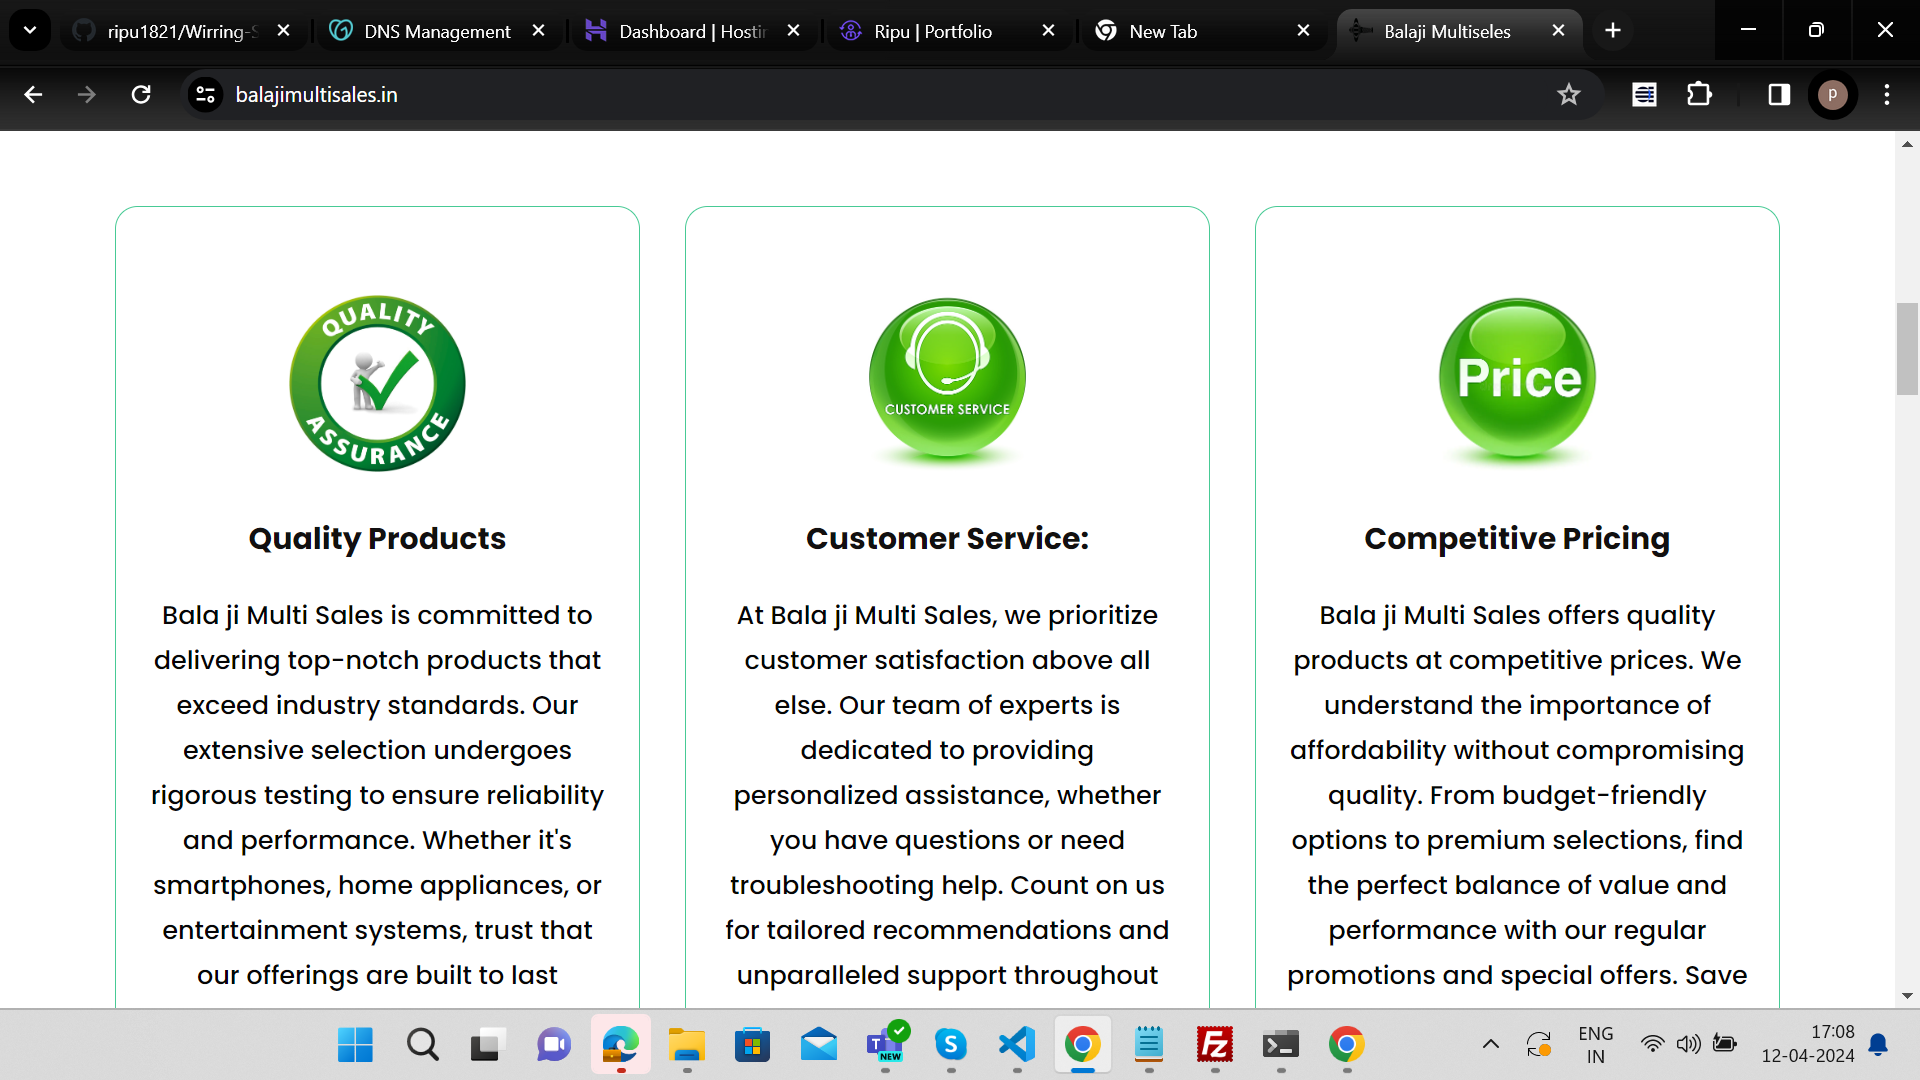 ripu1821/Wirring-S
DNS Management
Dashboard | Hostin
Ripu | Portfolio
New Tab
Balaji Multiseles
balajimultisales.in
p
QUALITY
ASSURANCE
CUSTOMER SERVICE
Price
Quality Products
Bala ji Multi Sales is committed to
delivering top-notch products that
exceed industry standards. Our
extensive selection undergoes
rigorous testing to ensure reliability
and performance. Whether it's
smartphones, home appliances, or
entertainment systems, trust that
our offerings are built to last
Customer Service:
At Bala ji Multi Sales, we prioritize
customer satisfaction above all
else. Our team of experts is
dedicated to providing
personalized assistance, whether
you have questions or need
troubleshooting help. Count on us
for tailored recommendations and
unparalleled support throughout
Competitive Pricing
Bala ji Multi Sales offers quality
products at competitive prices. We
understand the importance of
affordability without compromising
quality. From budget-friendly
options to premium selections, find
the perfect balance of value and
performance with our regular
promotions and special offers. Save
T
NEW
S
Fz
ENG
IN
17:08
12-04-2024